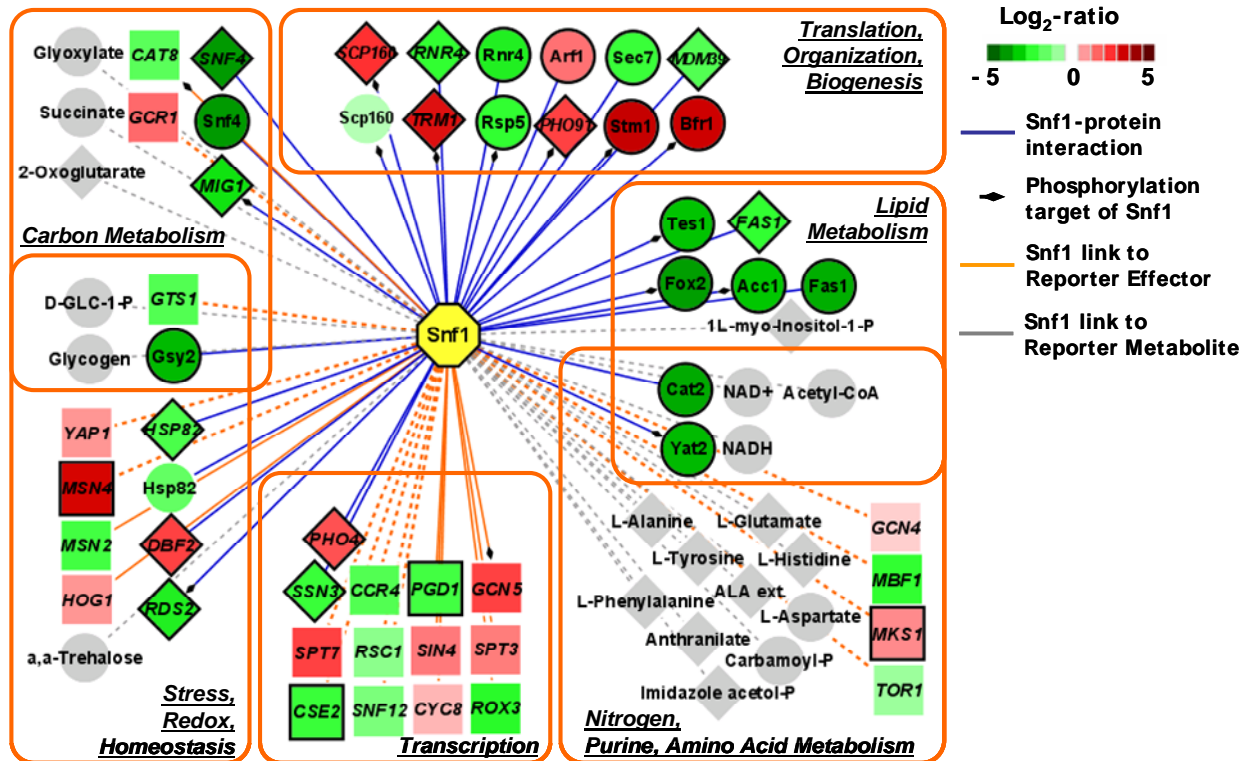 Glyoxylate
CAT8
SNF4
Succinate
GCR1
Snf4
2-Oxoglutarate
MIG1
Carbon Metabolism
SCP160
RNR4
Rnr4
Arf1
Sec7
MDM39
Scp160
TRM1
Rsp5
PHO91
Stm1
Bfr1
Translation,
Organization,
Biogenesis
Log2-ratio
- 5
0
5
Snf1-protein
interaction
Phosphorylation
target of Snf1
Snf1 link to
Reporter Effector
Snf1 link to
Reporter Metabolite
Lipid
Metabolism
Tes1
FAS1
Fox2
Acc1
Fas1
1L-myo-Inositol-1-P
D-GLC-1-P
GTS1
Glycogen
Gsy2
Snf1
Cat2
NAD+
Acetyl-CoA
Yat2
NADH
YAP1
HSP82
MSN4
Hsp82
MSN2
DBF2
HOG1
RDS2
a,a-Trehalose
Stress,
Redox,
Homeostasis
PHO4
SSN3
CCR4
PGD1
GCN5
SPT7
RSC1
SIN4
SPT3
CSE2
SNF12
CYC8
ROX3
Transcription
L-Alanine
L-Glutamate
GCN4
L-Tyrosine
L-Histidine
MBF1
L-Phenylalanine
ALA ext.
L-Aspartate
MKS1
Anthranilate
Carbamoyl-P
Imidazole acetol-P
TOR1
Nitrogen,
Purine, Amino Acid Metabolism